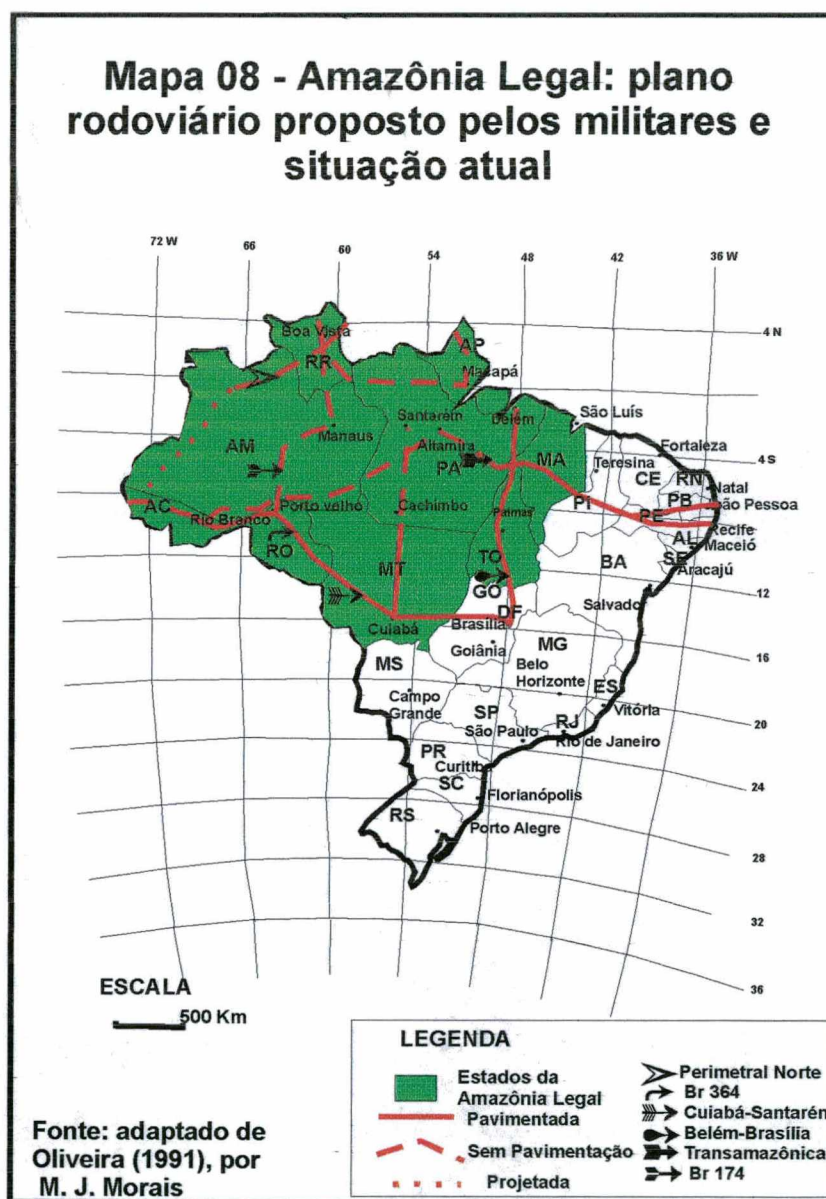 Mapa 08 - Amazônia Legal: plano
rodoviário proposto pelos militares e
situação atual
72 W
66
60
54
48
42
36 W
4 N
Boa Vista
RR
AP
Macapá
Santarém
Belém
São Luís
Manaus
Altamira
AM
PA
MA
Fortaleza
4 S
Teresina
CE
RN
Natal
PB
João Pessoa
PI
PE
AC
Rio Branco
Porto velho
Cachimbo
Palmas
Recife
AL
Maceió
SE
Aracajú
RO
MT
TO
BA
GO
12
Salvador
DF
Cuiabá
Brasília
Goiânia
MG
16
MS
Belo
Horizonte
ES
Campo
Grande
SP
Vitória
20
São Paulo
RJ
Rio de Janeiro
PR
Curitiba
24
SC
Florianópolis
RS
Porto Alegre
28
32
36
ESCALA
500 Km
LEGENDA
Estados da
Amazônia Legal
Pavimentada
Sem Pavimentação
Projetada
Perimetral Norte
Br 364
Cuiabá-Santarén
Belém-Brasília
Transamazônica
Br 174
Fonte: adaptado de
Oliveira (1991), por
M. J. Morais